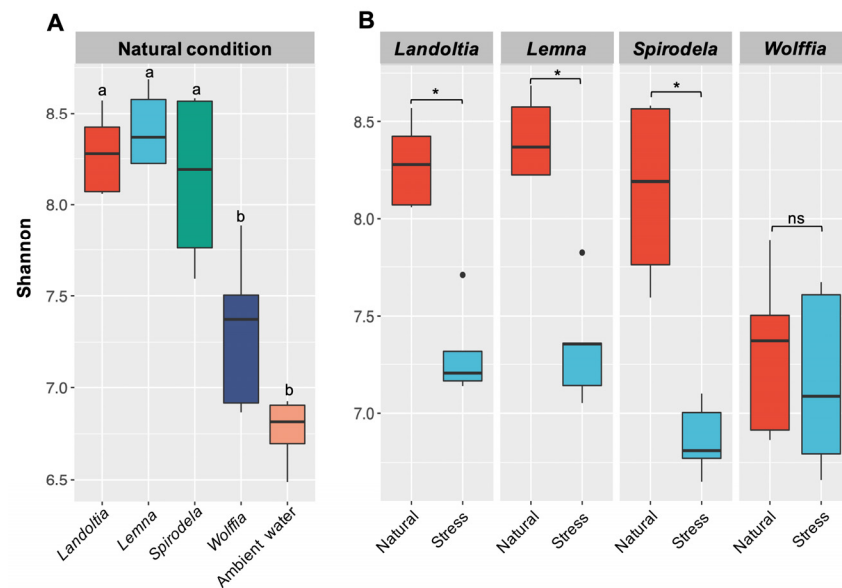 A
Natural condition
Shannon
8.5
8.0
7.5
7.0
6.5
a
a
a
b
b
Landoltia
Lemna
Spirodela
Wolffia
Ambient water
B
Landoltia
Lemna
Spirodela
Wolffia
8.5
8.0
7.5
7.0
*
*
*
ns
Natural
Stress
Natural
Stress
Natural
Stress
Natural
Stress